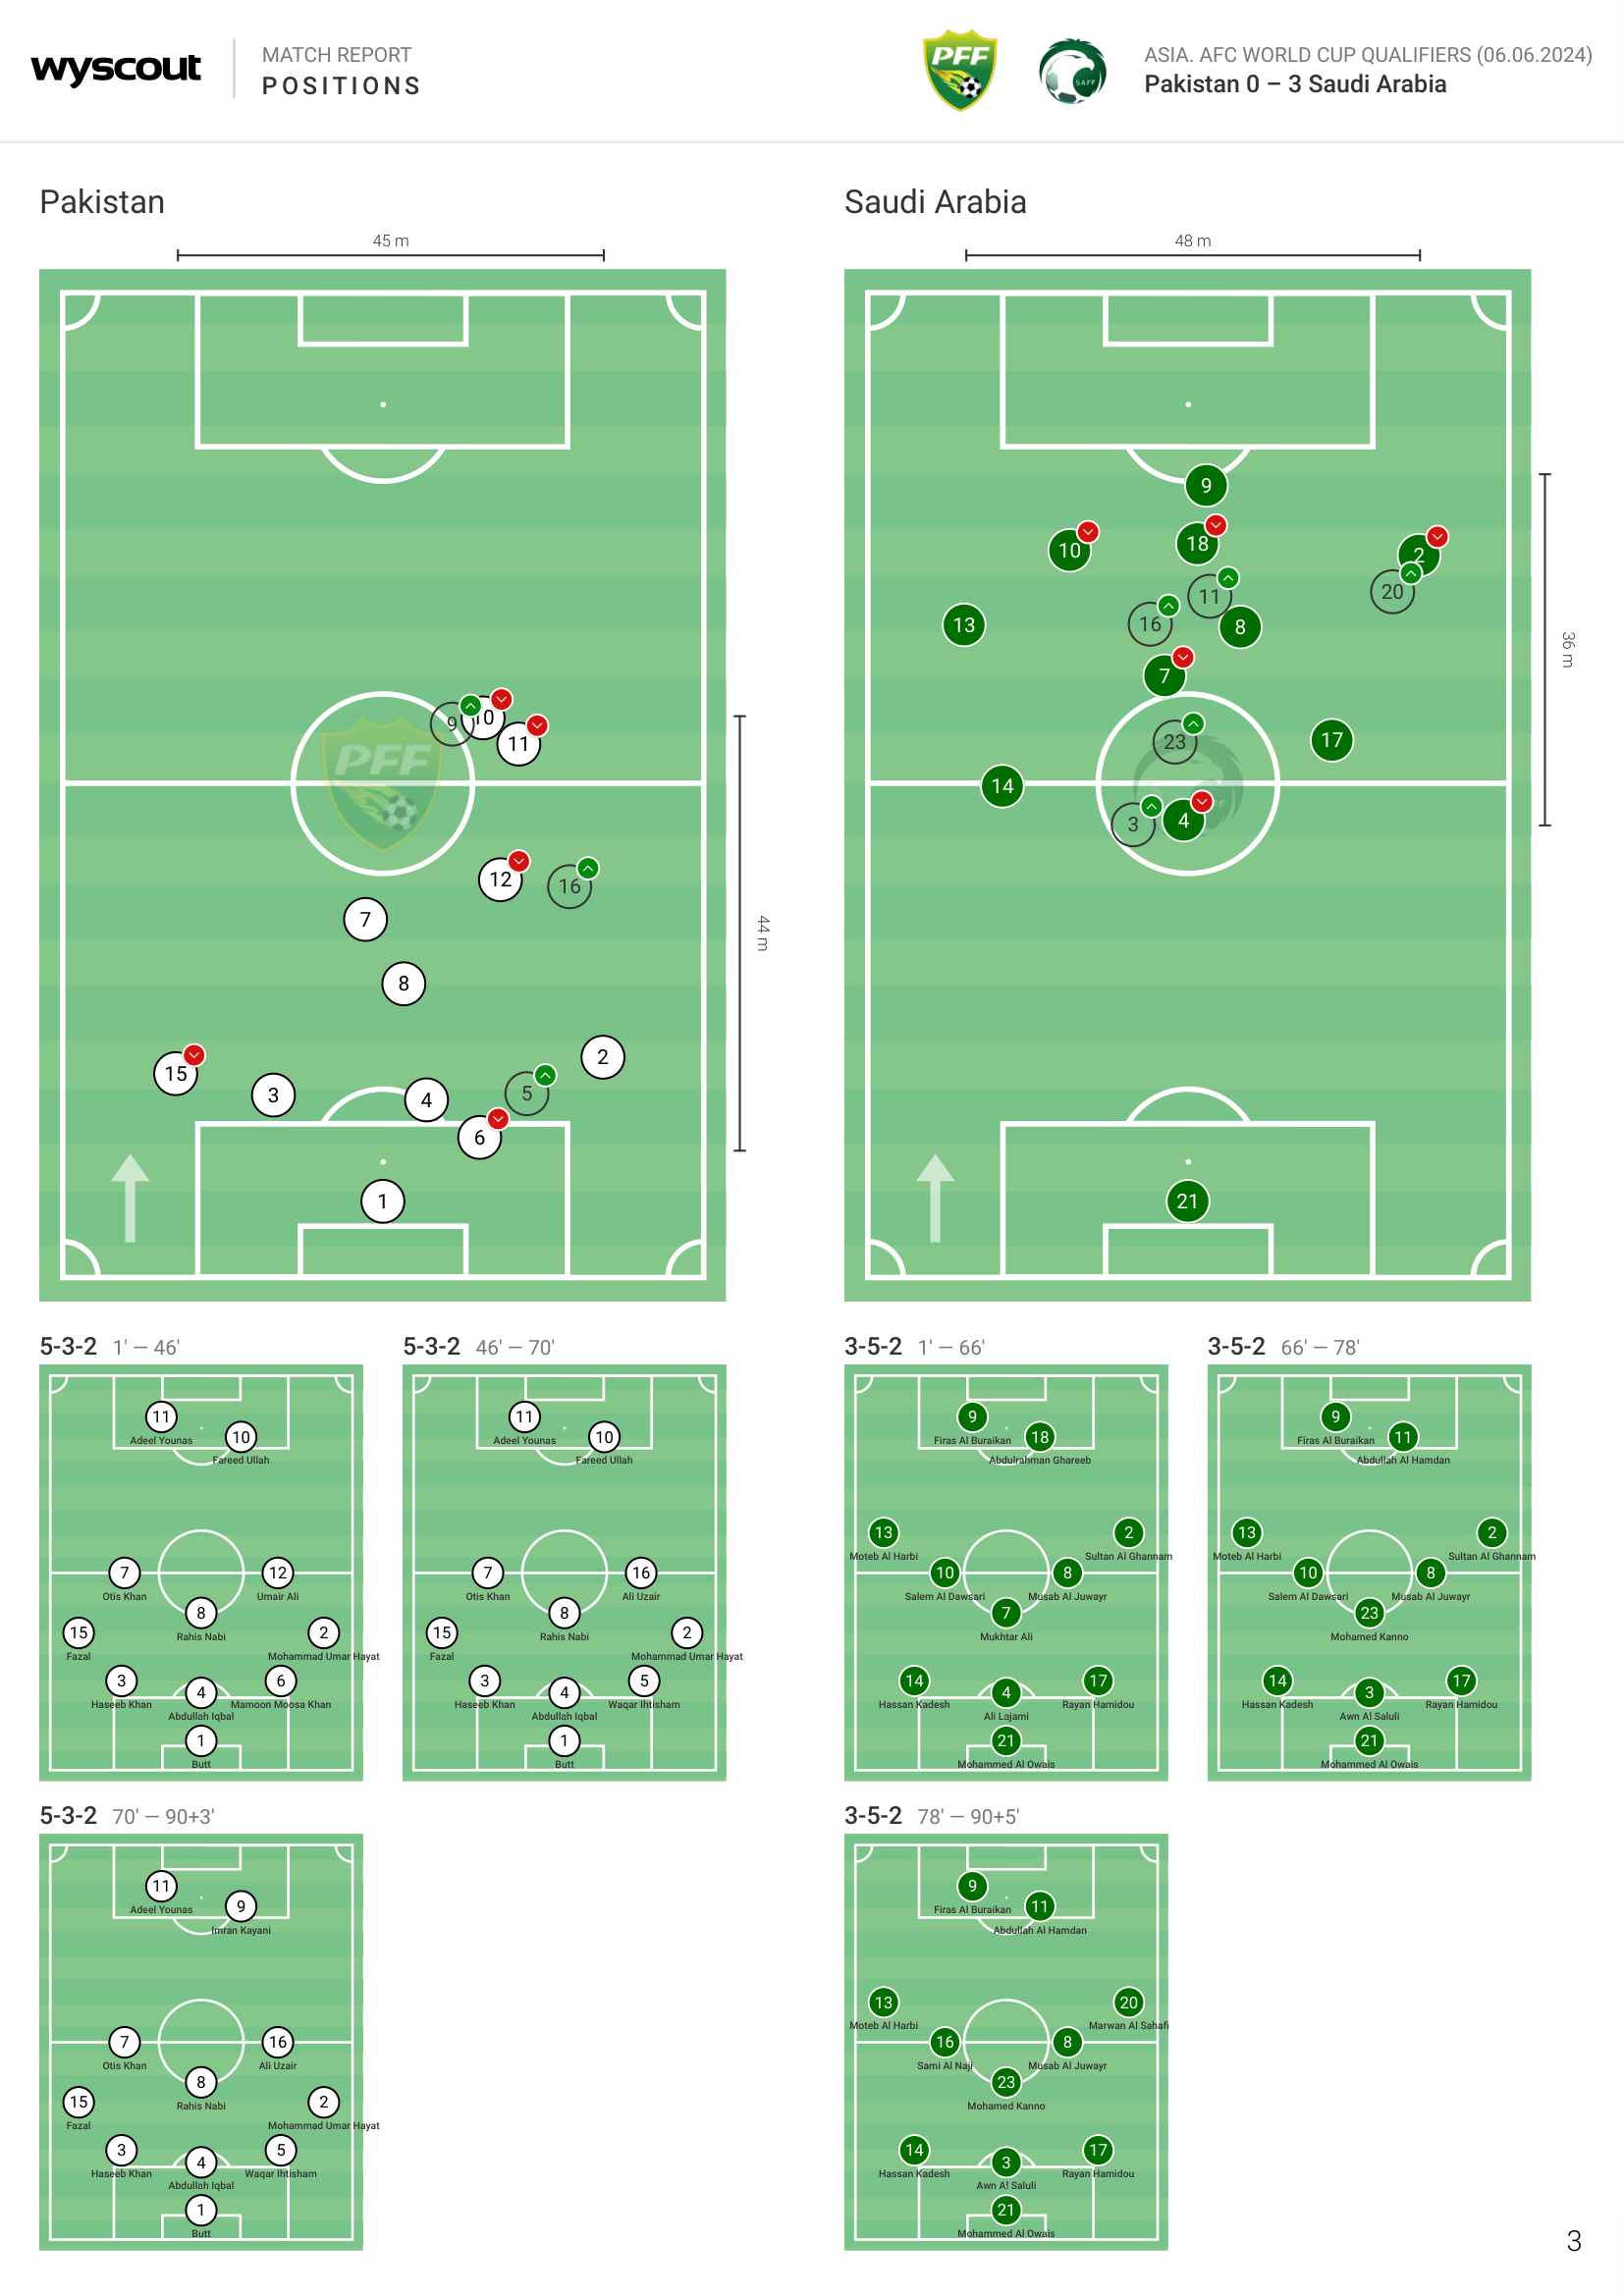 wyscout
MATCH REPORT
POSITIONS
PFF
SAFF
ASIA. AFC WORLD CUP QUALIFIERS (06.06.2024)
Pakistan 0 – 3 Saudi Arabia
Pakistan
45 m
9
10
11
PFF
12
16
7
8
15
2
3
4
5
6
1
44 m
Saudi Arabia
48 m
9
10
18
2
20
11
16
13
8
7
23
17
14
3
4
21
36 m
5-3-2 1' – 46'
11
Adeel Younas
10
Fareed Ullah
7
Otis Khan
12
Umair Ali
8
Rahis Nabi
15
Fazal
2
Mohammad Umar Hayat
3
Haseeb Khan
4
Abdullah Iqbal
6
Mamoon Moosa Khan
1
Butt
5-3-2 46' – 70'
11
Adeel Younas
10
Fareed Ullah
7
Otis Khan
16
Ali Uzair
8
Rahis Nabi
15
Fazal
2
Mohammad Umar Hayat
3
Haseeb Khan
4
Abdullah Iqbal
5
Waqar Ihtisham
1
Butt
3-5-2 1' – 66'
9
Firas Al Buraikan
18
Abdulrahman Ghareeb
13
Moteb Al Harbi
2
Sultan Al Ghannam
10
Salem Al Dawsari
8
Musab Al Juwayr
7
Mukhtar Ali
14
Hassan Kadesh
4
Ali Lajami
17
Rayan Hamidou
21
Mohammed Al Owais
3-5-2 66' – 78'
9
Firas Al Buraikan
11
Abdullah Al Hamdan
13
Moteb Al Harbi
2
Sultan Al Ghannam
10
Salem Al Dawsari
8
Musab Al Juwayr
23
Mohamed Kanno
14
Hassan Kadesh
3
Awn Al Saluli
17
Rayan Hamidou
21
Mohammed Al Owais
5-3-2 70' – 90+3'
11
Adeel Younas
9
Imran Kayani
7
Otis Khan
16
Ali Uzair
8
Rahis Nabi
15
Fazal
2
Mohammad Umar Hayat
3
Haseeb Khan
4
Abdullah Iqbal
5
Waqar Ihtisham
1
Butt
3-5-2 78' – 90+5'
9
Firas Al Buraikan
11
Abdullah Al Hamdan
13
Moteb Al Harbi
20
Marwan Al Sahafi
16
Sami Al Naji
8
Musab Al Juwayr
23
Mohamed Kanno
14
Hassan Kadesh
3
Awn Al Saluli
17
Rayan Hamidou
21
Mohammed Al Owais
3